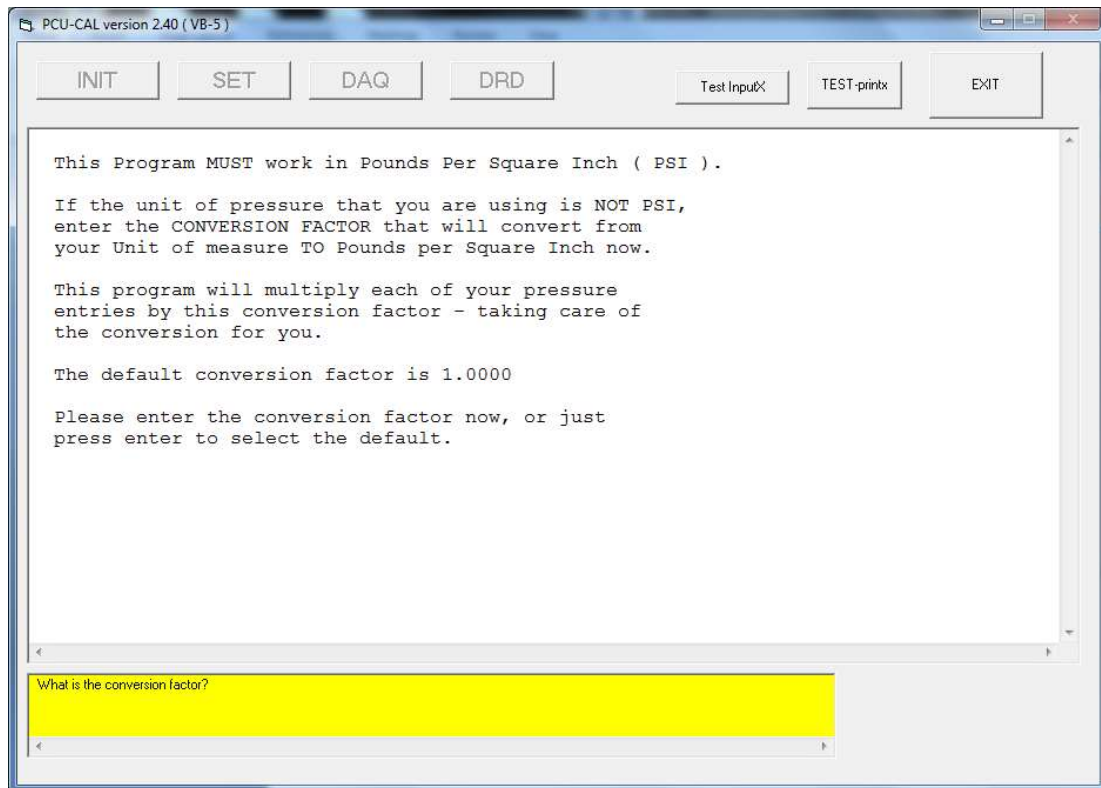 PCU-CAL version 2.40 ( VB-5 )
INIT SET DAQ DRD Test InputX TEST-printx EXIT
This Program MUST work in Pounds Per Square Inch ( PSI ).
If the unit of pressure that you are using is NOT PSI,
enter the CONVERSION FACTOR that will convert from
your Unit of measure TO Pounds per Square Inch now.
This program will multiply each of your pressure
entries by this conversion factor - taking care of
the conversion for you.
The default conversion factor is 1.0000
Please enter the conversion factor now, or just
press enter to select the default.
What is the conversion factor?